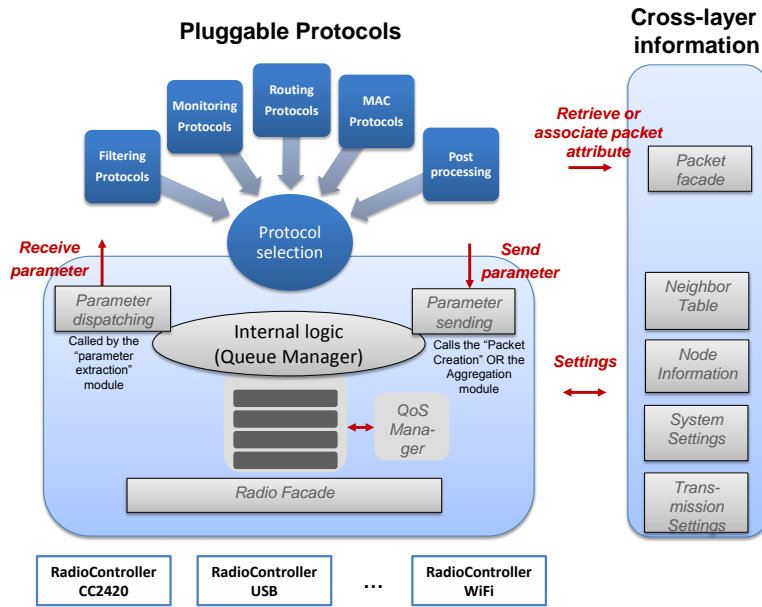 Pluggable Protocols
Cross-layer
information
Filtering
Protocols
Monitoring
Protocols
Routing
Protocols
MAC
Protocols
Post
processing
Protocol
selection
Retrieve or
associate packet
attribute
Packet
facade
Receive
parameter
Send
parameter
Parameter
dispatching
Called by the
“parameter
extraction”
module
Internal logic
(Queue Manager)
Parameter
sending
Calls the “Packet
Creation” OR the
Aggregation
module
QoS
Mana-
ger
Radio Facade
Settings
Neighbor
Table
Node
Information
System
Settings
Trans-
mission
Settings
RadioController
CC2420
RadioController
USB
...
RadioController
WiFi